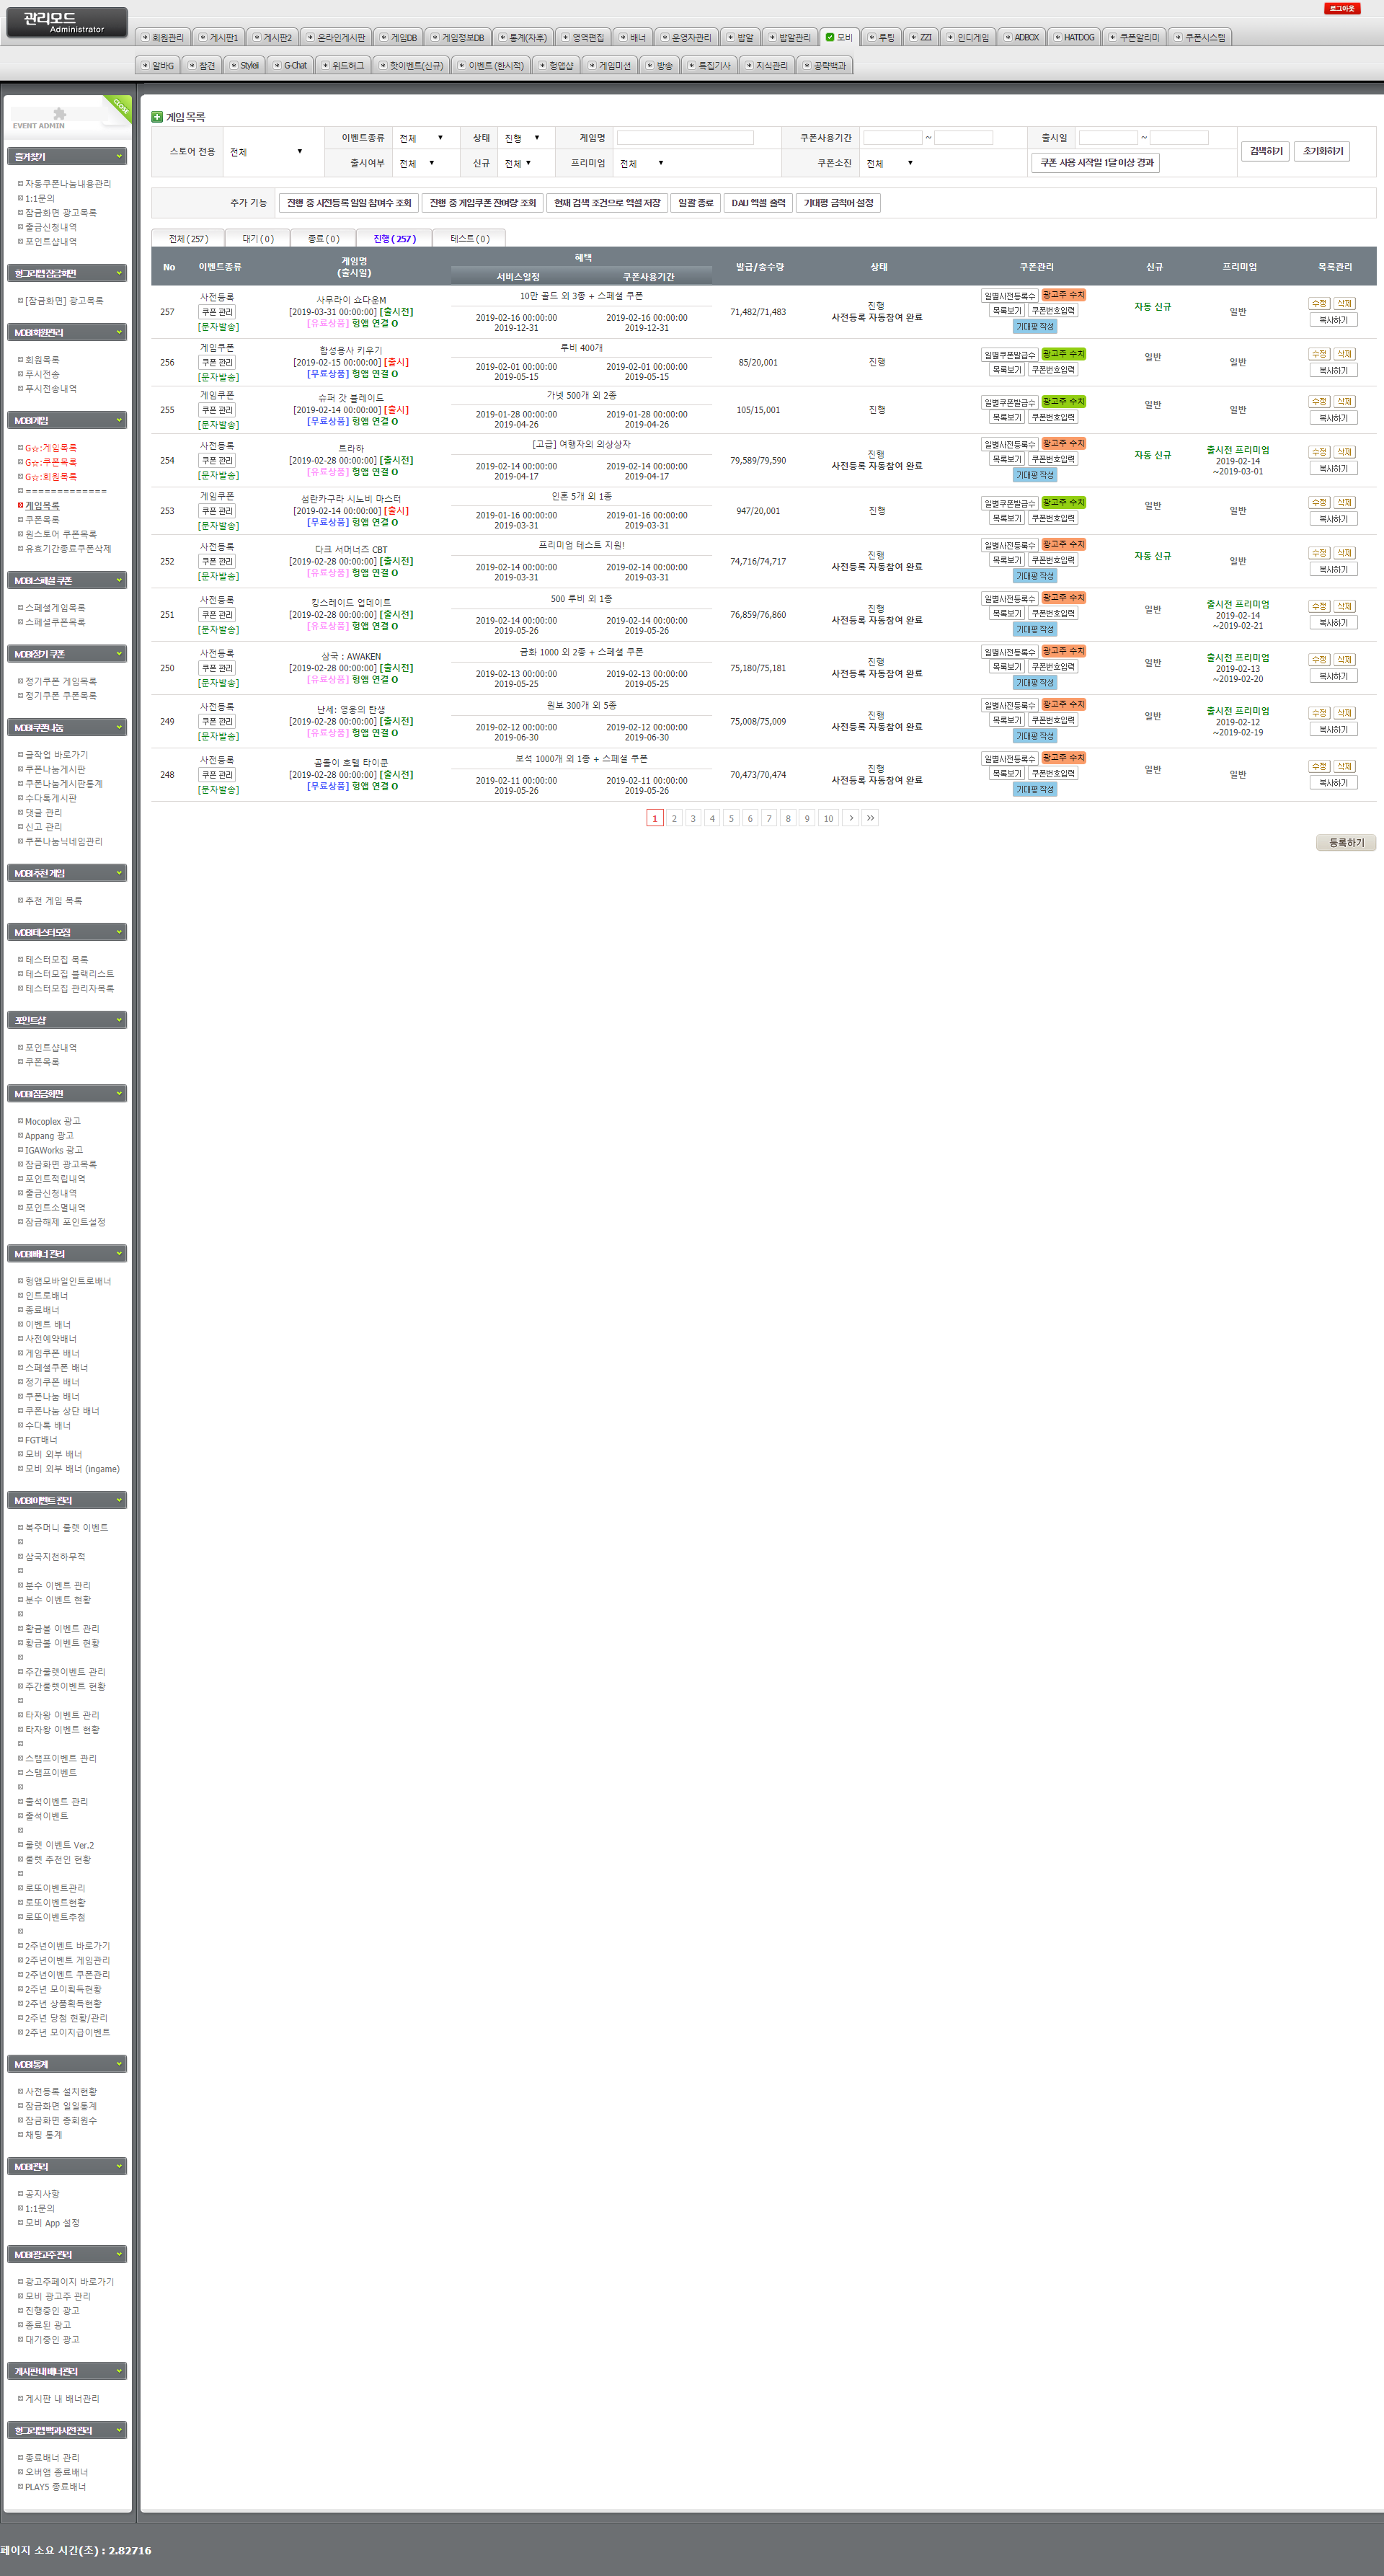 로그아웃
관리모드
Administrator
회원관리 게시판1 게시판2 온라인게시판 게임DB 게임정보DB 통계(자후) 영역편집 배너 운영자관리 밥알 밥알관리 모비 루팅 ZZI 인디게임 ADBOX HATDOG 쿠폰알리미 쿠폰시스템
알바G 잠건 Stylei G-Chat 위드허그 핫이벤트(신규) 이벤트(한시적) 헝앱샵 게임미션 방송 특집기사 지식관리 공략백과
CLOSE
EVENT ADMIN
즐겨찾기
자동쿠폰나눔내용관리
1:1문의
잠금화면 광고목록
출금신청내역
포인트샵내역
헝그리앱 잠금화면
[잠금화면] 광고목록
MOBI 회원관리
회원목록
푸시전송
푸시전송내역
MOBI 게임
G☆:게임목록
G☆:쿠폰목록
G☆:회원목록
=============
게임목록
쿠폰목록
원스토어 쿠폰목록
유효기간종료쿠폰삭제
MOBI 스페셜 쿠폰
스페셜게임목록
스페셜쿠폰목록
MOBI 정기 쿠폰
정기쿠폰 게임목록
정기쿠폰 쿠폰목록
MOBI 쿠폰나눔
글작업 바로가기
쿠폰나눔게시판
쿠폰나눔게시판통계
수다톡게시판
댓글 관리
신고 관리
쿠폰나눔닉네임관리
MOBI 추천 게임
추천 게임 목록
MOBI 테스터모집
테스터모집 목록
테스터모집 블랙리스트
테스터모집 관리자목록
포인트샵
포인트샵내역
쿠폰목록
MOBI 잠금화면
Mocoplex 광고
Appang 광고
IGAWorks 광고
잠금화면 광고목록
포인트적립내역
출금신청내역
포인트소멸내역
잠금해제 포인트설정
MOBI 배너 관리
헝앱모바일인트로배너
인트로배너
종료배너
이벤트 배너
사전예약배너
게임쿠폰 배너
스페셜쿠폰 배너
정기쿠폰 배너
쿠폰나눔 배너
쿠폰나눔 상단 배너
수다톡 배너
FGT배너
모비 외부 배너
모비 외부 배너 (ingame)
MOBI 이벤트 관리
복주머니 룰렛 이벤트
삼국지천하무적
분수 이벤트 관리
분수 이벤트 현황
황금볼 이벤트 관리
황금볼 이벤트 현황
주간룰렛이벤트 관리
주간룰렛이벤트 현황
타자왕 이벤트 관리
타자왕 이벤트 현황
스탬프이벤트 관리
스탬프이벤트
출석이벤트 관리
출석이벤트
룰렛 이벤트 Ver.2
룰렛 추천인 현황
로또이벤트관리
로또이벤트현황
로또이벤트추첨
2주년이벤트 바로가기
2주년이벤트 게임관리
2주년이벤트 쿠폰관리
2주년 모이획득현황
2주년 상품획득현황
2주년 당첨 현황/관리
2주년 모이지급이벤트
MOBI 통계
사전등록 설치현황
잠금화면 일일통계
잠금화면 총회원수
채팅 통계
MOBI 관리
공지사항
1:1문의
모비 App 설정
MOBI 광고주 관리
광고주페이지 바로가기
모비 광고주 관리
진행중인 광고
종료된 광고
대기중인 광고
게시판 내 배너관리
게시판 내 배너관리
헝그리앱 백과사전 관리
종료배너 관리
오버앱 종료배너
PLAY5 종료배너
게임 목록
스토어 전용 전체 이벤트종류 전체 상태 진행 게임명 쿠폰사용기간 ~ 출시일 ~ 검색하기 초기화하기
출시여부 전체 신규 전체 프리미엄 전체 쿠폰소진 전체 쿠폰 사용 시작일 1달 이상 경과
추가 기능 진행 중 사전등록 일일 참여수 조회 진행 중 게임쿠폰 잔여량 조회 현재 검색 조건으로 엑셀 저장 일괄 종료 DAU 엑셀 출력 기대평 금칙어 설정
전체 ( 257 ) 대기 ( 0 ) 종료 ( 0 ) 진행 ( 257 ) 테스트 ( 0 )
No 이벤트종류 게임명 (출시일) 혜택 서비스일정 쿠폰사용기간 발급/총수량 상태 쿠폰관리 신규 프리미엄 목록관리
257 사전등록 쿠폰 관리 [문자발송] 사무라이 쇼다운M [2019-03-31 00:00:00] [출시전] [유료상품] 헝앱 연결 O 10만 골드 외 3종 + 스페셜 쿠폰 2019-02-16 00:00:00 2019-12-31 2019-02-16 00:00:00 2019-12-31 71,482/71,483 진행 사전등록 자동참여 완료 일별사전등록수 광고주 수치 목록보기 쿠폰번호입력 기대평 작성 자동 신규 일반 수정 삭제 복사하기
256 게임쿠폰 쿠폰 관리 [문자발송] 합성용사 키우기 [2019-02-15 00:00:00] [출시] [무료상품] 헝앱 연결 O 루비 400개 2019-02-01 00:00:00 2019-05-15 2019-02-01 00:00:00 2019-05-15 85/20,001 진행 일별쿠폰발급수 광고주 수치 목록보기 쿠폰번호입력 일반 일반 수정 삭제 복사하기
255 게임쿠폰 쿠폰 관리 [문자발송] 슈퍼 갓 블레이드 [2019-02-14 00:00:00] [출시] [무료상품] 헝앱 연결 O 가넷 500개 외 2종 2019-01-28 00:00:00 2019-04-26 2019-01-28 00:00:00 2019-04-26 105/15,001 진행 일별쿠폰발급수 광고주 수치 목록보기 쿠폰번호입력 일반 일반 수정 삭제 복사하기
254 사전등록 쿠폰 관리 [문자발송] 트라하 [2019-02-28 00:00:00] [출시전] [유료상품] 헝앱 연결 O [고급] 여행자의 의상상자 2019-02-14 00:00:00 2019-04-17 2019-02-14 00:00:00 2019-04-17 79,589/79,590 진행 사전등록 자동참여 완료 일별사전등록수 광고주 수치 목록보기 쿠폰번호입력 기대평 작성 자동 신규 출시전 프리미엄 2019-02-14 ~2019-03-01 수정 삭제 복사하기
253 게임쿠폰 쿠폰 관리 [문자발송] 섬란카구라 시노비 마스터 [2019-02-14 00:00:00] [출시] [무료상품] 헝앱 연결 O 인혼 5개 외 1종 2019-01-16 00:00:00 2019-03-31 2019-01-16 00:00:00 2019-03-31 947/20,001 진행 일별쿠폰발급수 광고주 수치 목록보기 쿠폰번호입력 일반 일반 수정 삭제 복사하기
252 사전등록 쿠폰 관리 [문자발송] 다크 서머너즈 CBT [2019-02-28 00:00:00] [출시전] [유료상품] 헝앱 연결 O 프리미엄 테스트 지원! 2019-02-14 00:00:00 2019-03-31 2019-02-14 00:00:00 2019-03-31 74,716/74,717 진행 사전등록 자동참여 완료 일별사전등록수 광고주 수치 목록보기 쿠폰번호입력 기대평 작성 자동 신규 일반 수정 삭제 복사하기
251 사전등록 쿠폰 관리 [문자발송] 킹스레이드 업데이트 [2019-02-28 00:00:00] [출시전] [유료상품] 헝앱 연결 O 500 루비 외 1종 2019-02-14 00:00:00 2019-05-26 2019-02-14 00:00:00 2019-05-26 76,859/76,860 진행 사전등록 자동참여 완료 일별사전등록수 광고주 수치 목록보기 쿠폰번호입력 기대평 작성 일반 출시전 프리미엄 2019-02-14 ~2019-02-21 수정 삭제 복사하기
250 사전등록 쿠폰 관리 [문자발송] 삼국 : AWAKEN [2019-02-28 00:00:00] [출시전] [유료상품] 헝앱 연결 O 금화 1000 외 2종 + 스페셜 쿠폰 2019-02-13 00:00:00 2019-05-25 2019-02-13 00:00:00 2019-05-25 75,180/75,181 진행 사전등록 자동참여 완료 일별사전등록수 광고주 수치 목록보기 쿠폰번호입력 기대평 작성 일반 출시전 프리미엄 2019-02-13 ~2019-02-20 수정 삭제 복사하기
249 사전등록 쿠폰 관리 [문자발송] 난세: 영웅의 탄생 [2019-02-28 00:00:00] [출시전] [유료상품] 헝앱 연결 O 원보 300개 외 5종 2019-02-12 00:00:00 2019-06-30 2019-02-12 00:00:00 2019-06-30 75,008/75,009 진행 사전등록 자동참여 완료 일별사전등록수 광고주 수치 목록보기 쿠폰번호입력 기대평 작성 일반 출시전 프리미엄 2019-02-12 ~2019-02-19 수정 삭제 복사하기
248 사전등록 쿠폰 관리 [문자발송] 곰돌이 호텔 타이쿤 [2019-02-28 00:00:00] [출시전] [무료상품] 헝앱 연결 O 보석 1000개 외 1종 + 스페셜 쿠폰 2019-02-11 00:00:00 2019-05-26 2019-02-11 00:00:00 2019-05-26 70,473/70,474 진행 사전등록 자동참여 완료 일별사전등록수 광고주 수치 목록보기 쿠폰번호입력 기대평 작성 일반 일반 수정 삭제 복사하기
1 2 3 4 5 6 7 8 9 10 > >>
등록하기
페이지 소요 시간(초) : 2.82716